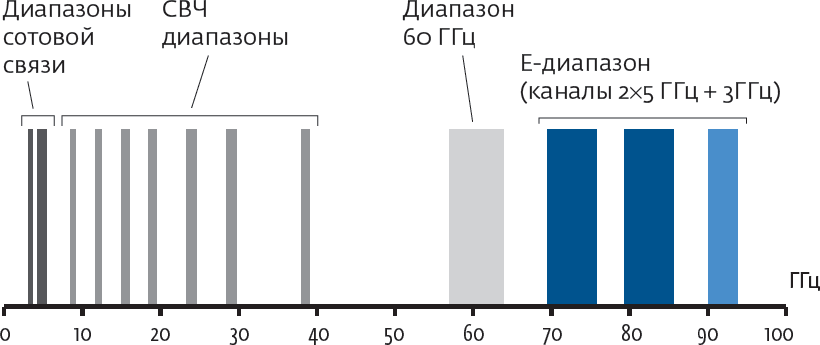 Диапазоны
сотовой
связи
СВЧ
диапазоны
Диапазон
60 ГГц
E-диапазон
(каналы 2×5 ГГц + 3ГГц)
ГГц
0 10 20 30 40 50 60 70 80 90 100